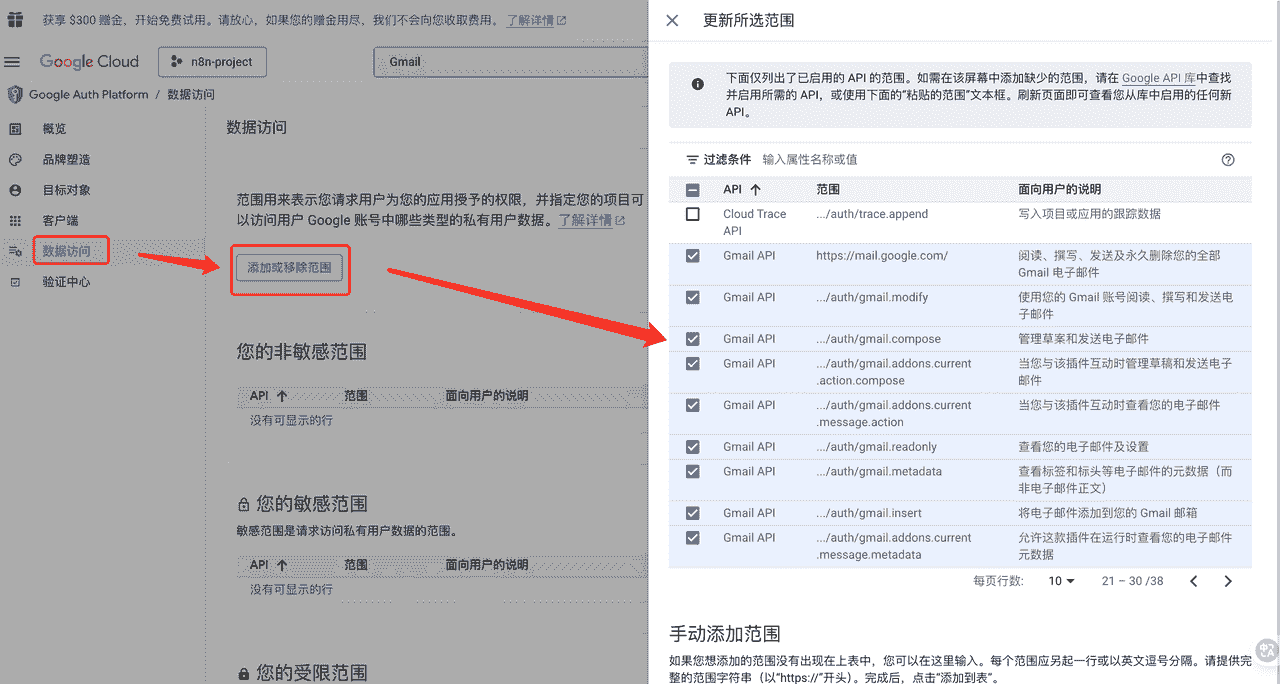 获享 $300 赠金，开始免费试用。请放心，如果您的赠金用尽，我们不会向您收取费用。 了解详情
Google Cloud
n8n-project
Gmail
Google Auth Platform / 数据访问
概览
品牌塑造
目标对象
客户端
数据访问
验证中心
数据访问
范围用来表示您请求用户为您的应用授予的权限，并指定您的项目可
以访问用户 Google 账号中哪些类型的私有用户数据。了解详情
添加或移除范围
您的非敏感范围
API 范围 面向用户的说明
没有可显示的行
您的敏感范围
敏感范围是请求访问私有用户数据的范围。
API 范围 面向用户的说明
没有可显示的行
您的受限范围
更新所选范围
下面仅列出了已启用的 API 的范围。如需在该屏幕中添加缺少的范围，请在 Google API 库中查找
并启用所需的 API，或使用下面的“粘贴的范围”文本框。刷新页面即可查看您从库中启用的任何新
API。
过滤条件 输入属性名称或值
API 范围 面向用户的说明
Cloud Trace .../auth/trace.append 写入项目或应用的跟踪数据
API
Gmail API https://mail.google.com/ 阅读、撰写、发送及永久删除您的全部
Gmail 电子邮件
Gmail API .../auth/gmail.modify 使用您的 Gmail 账号阅读、撰写和发送电
子邮件
Gmail API .../auth/gmail.compose 管理草案和发送电子邮件
Gmail API .../auth/gmail.addons.current 当您与该插件互动时管理草稿和发送电子
.action.compose 邮件
Gmail API .../auth/gmail.addons.current 当您与该插件互动时查看您的电子邮件
.message.action
Gmail API .../auth/gmail.readonly 查看您的电子邮件及设置
Gmail API .../auth/gmail.metadata 查看标签和标头等电子邮件的元数据（而
非电子邮件正文）
Gmail API .../auth/gmail.insert 将电子邮件添加到您的 Gmail 邮箱
Gmail API .../auth/gmail.addons.current 允许这款插件在运行时查看您的电子邮件
.message.metadata 元数据
每页行数: 10 21 – 30 /38
手动添加范围
如果您想添加的范围没有出现在上表中，您可以在这里输入。每个范围应另起一行或以英文逗号分隔。请提供完
整的范围字符串（以“https://”开头）。完成后，点击“添加到表”。